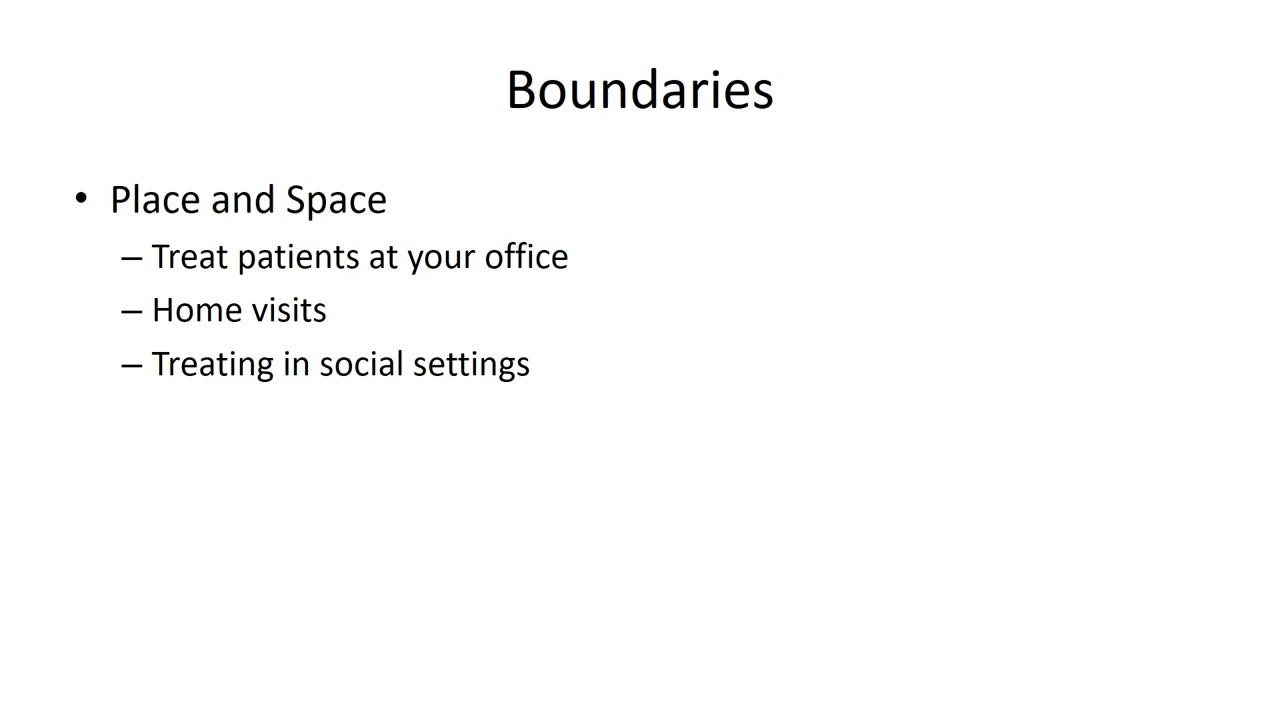 Boundaries
• Place and Space
– Treat patients at your office
– Home visits
– Treating in social settings